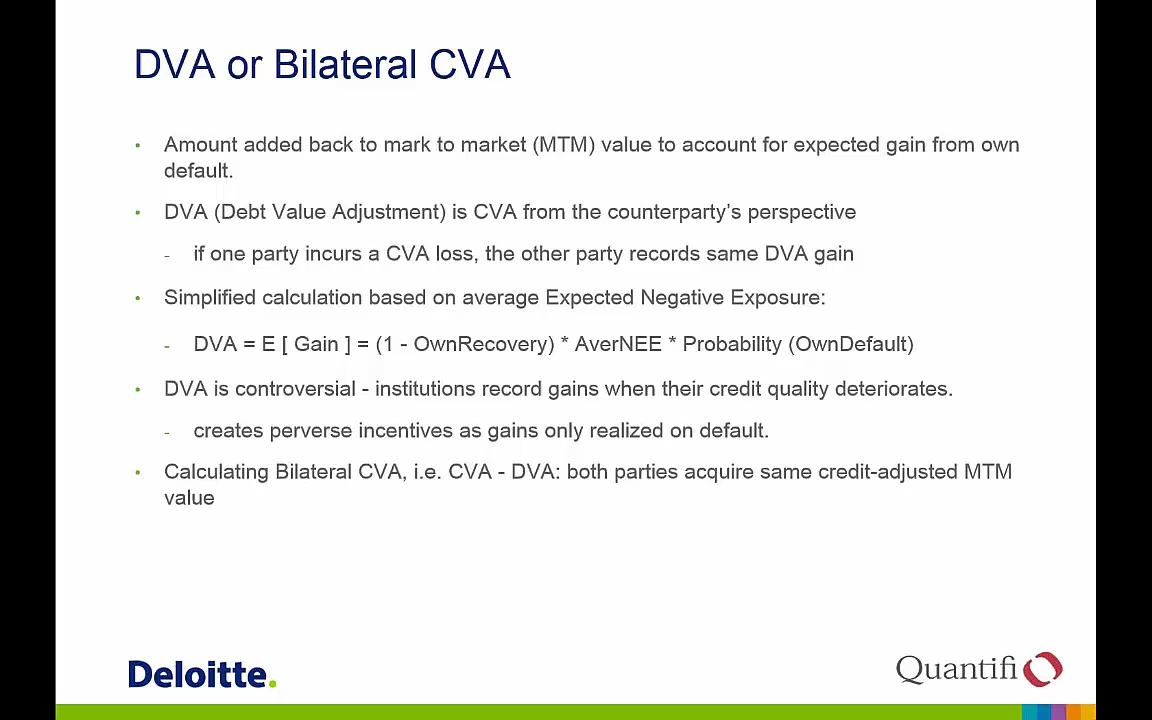 DVA or Bilateral CVA
• Amount added back to mark to market (MTM) value to account for expected gain from own
default.
• DVA (Debt Value Adjustment) is CVA from the counterparty’s perspective
- if one party incurs a CVA loss, the other party records same DVA gain
• Simplified calculation based on average Expected Negative Exposure:
- DVA = E [ Gain ] = (1 - OwnRecovery) * AverNEE * Probability (OwnDefault)
• DVA is controversial - institutions record gains when their credit quality deteriorates.
- creates perverse incentives as gains only realized on default.
• Calculating Bilateral CVA, i.e. CVA - DVA: both parties acquire same credit-adjusted MTM
value
Deloitte.
Quantifi